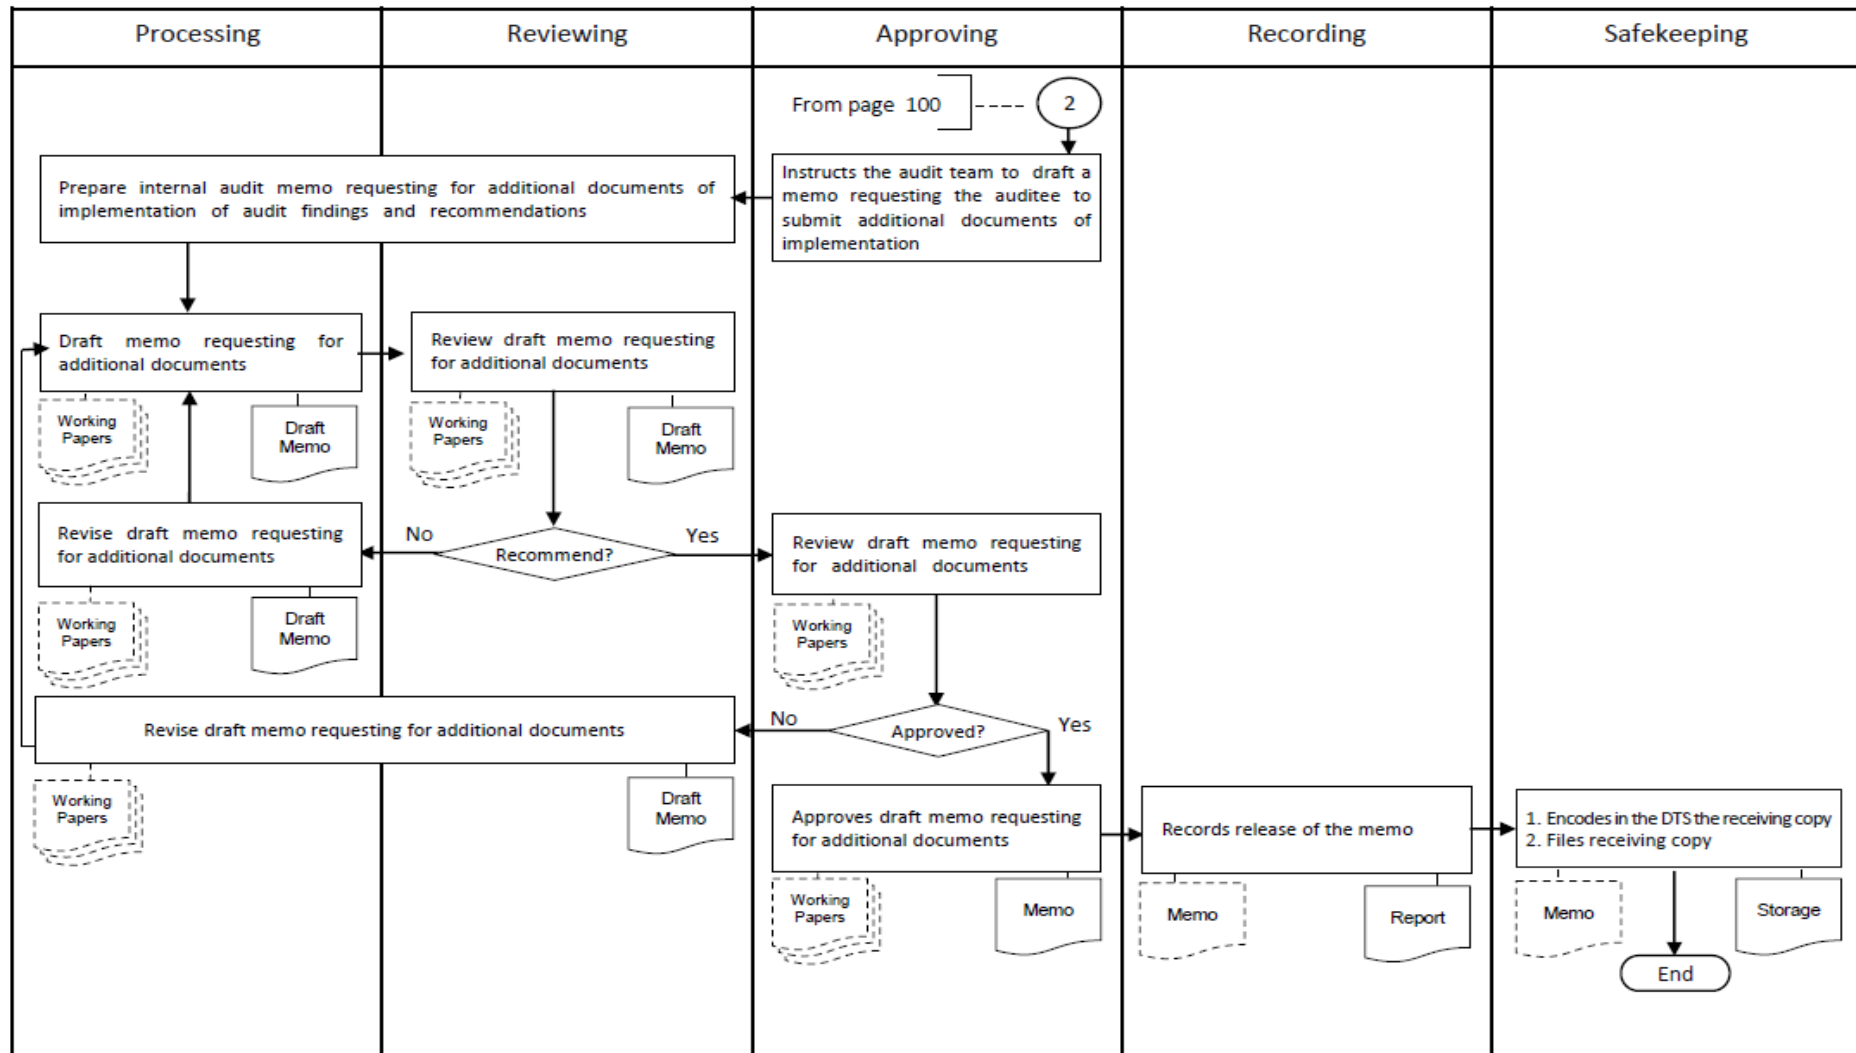 Processing
Reviewing
Approving
Recording
Safekeeping
From page 100
2
Prepare internal audit memo requesting for additional documents of
implementation of audit findings and recommendations
Instructs the audit team to draft a
memo requesting the auditee to
submit additional documents of
implementation
Draft memo requesting for
additional documents
Review draft memo requesting
for additional documents
Working
Papers
Draft
Memo
Working
Papers
Draft
Memo
Revise draft memo requesting
for additional documents
No
Recommend?
Yes
Review draft memo requesting
for additional documents
Working
Papers
Draft
Memo
Working
Papers
Revise draft memo requesting for additional documents
No
Approved?
Yes
Working
Papers
Draft
Memo
Approves draft memo requesting
for additional documents
Records release of the memo
1. Encodes in the DTS the receiving copy
2. Files receiving copy
Working
Papers
Memo
Memo
Report
Memo
Storage
End